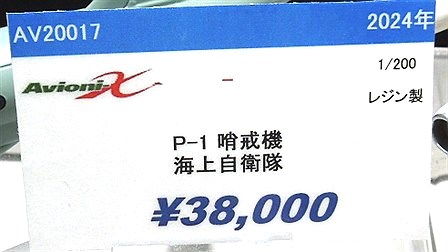 AV20017 2024年
Avioni-X 1/200
レジン製
P-1 哨戒機
海上自衛隊
¥38,000